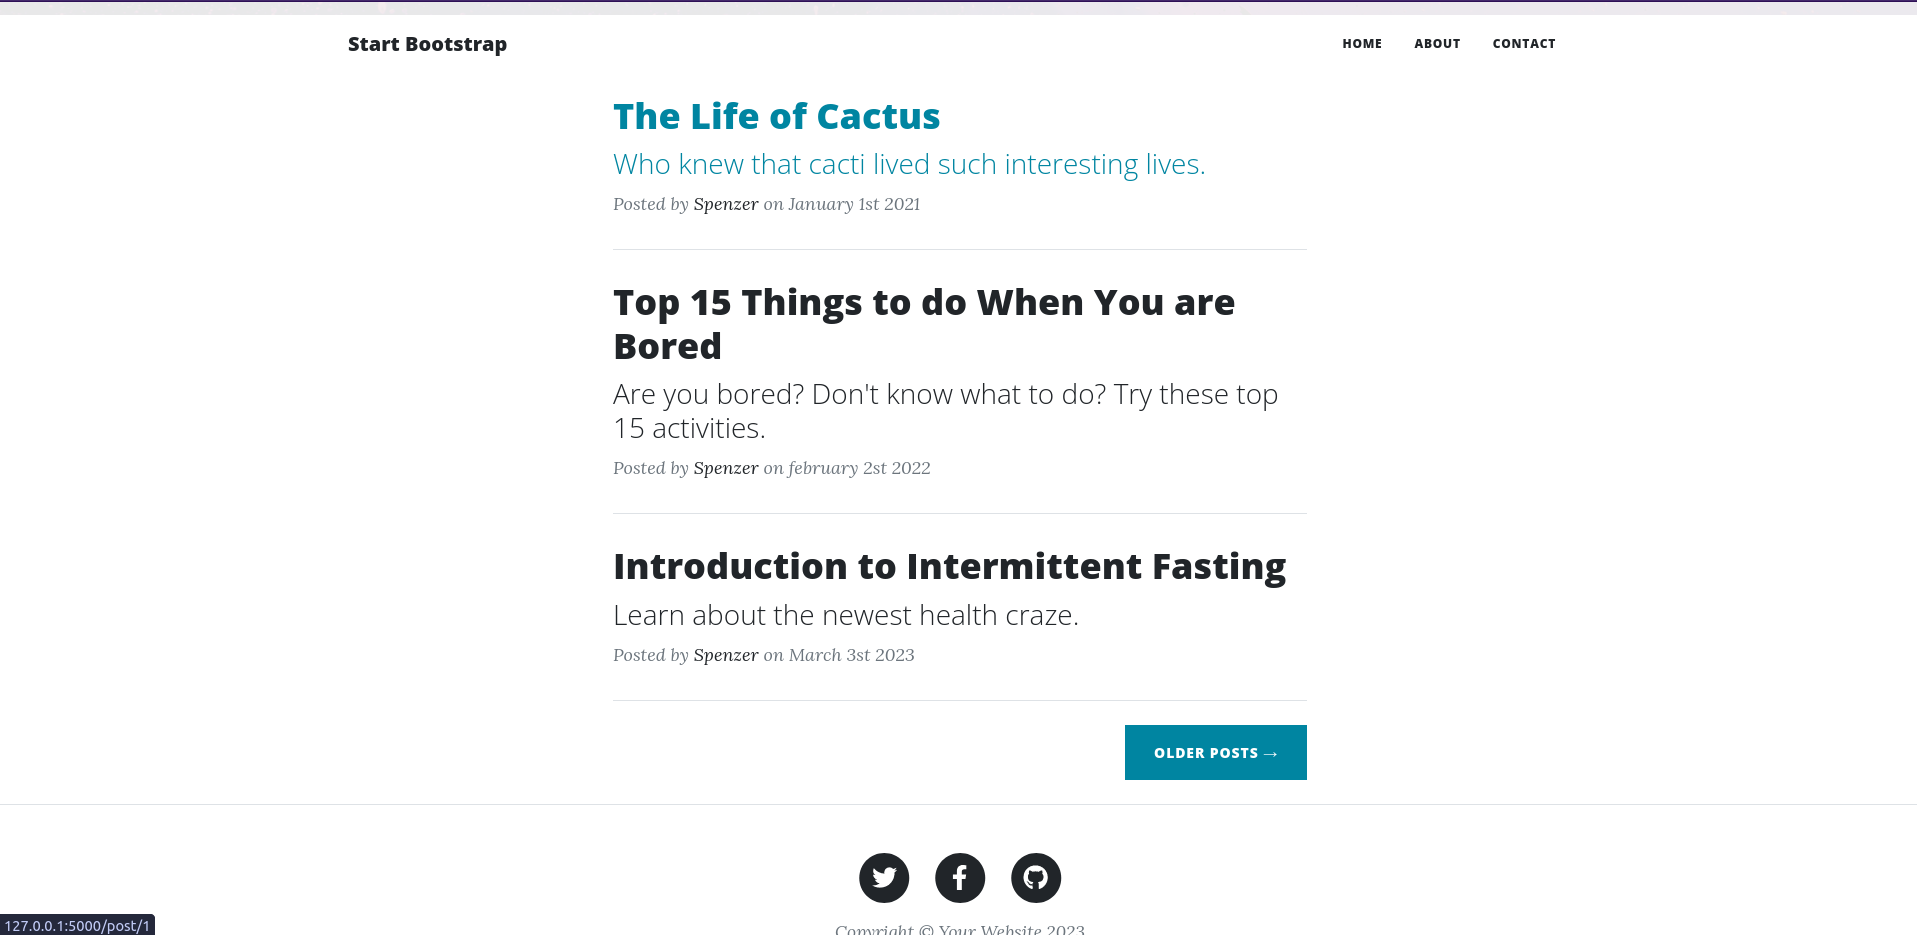 Start Bootstrap
HOME ABOUT CONTACT
The Life of Cactus
Who knew that cacti lived such interesting lives.
Posted by Spenzer on January 1st 2021
Top 15 Things to do When You are
Bored
Are you bored? Don't know what to do? Try these top
15 activities.
Posted by Spenzer on february 2st 2022
Introduction to Intermittent Fasting
Learn about the newest health craze.
Posted by Spenzer on March 3st 2023
OLDER POSTS →
Copyright © Your Website 2023
127.0.0.1:5000/post/1